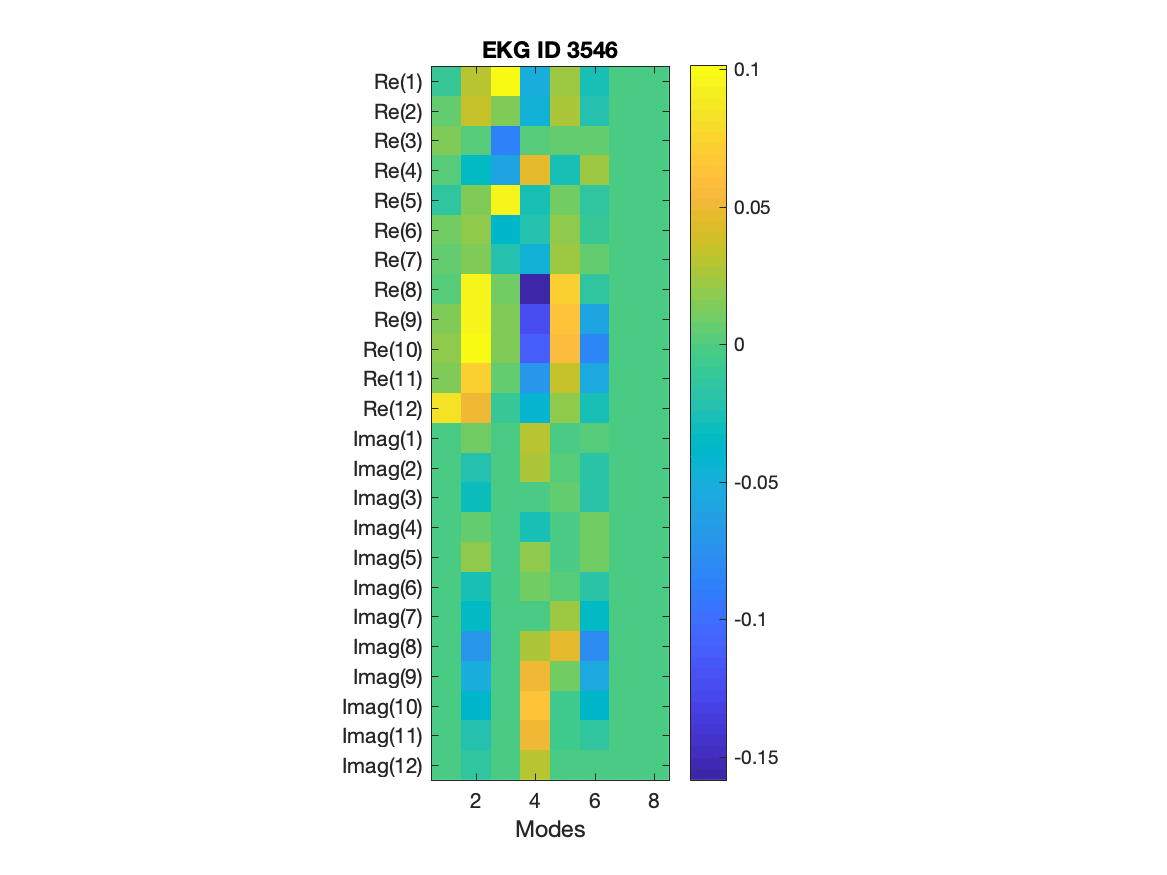 EKG ID 3546
Re(1)
Re(2)
Re(3)
Re(4)
Re(5)
Re(6)
Re(7)
Re(8)
Re(9)
Re(10)
Re(11)
Re(12)
Imag(1)
Imag(2)
Imag(3)
Imag(4)
Imag(5)
Imag(6)
Imag(7)
Imag(8)
Imag(9)
Imag(10)
Imag(11)
Imag(12)
2 4 6 8
Modes
0.1
0.05
0
-0.05
-0.1
-0.15